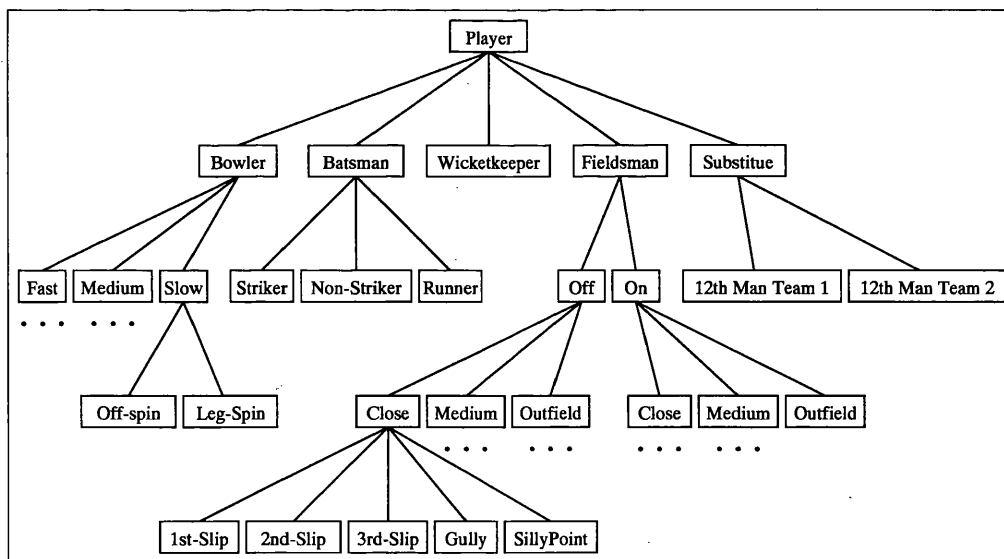 Player
Bowler Batsman Wicketkeeper Fieldsman Substitue
Fast Medium Slow Striker Non-Striker Runner Off On 12th Man Team 1 12th Man Team 2
• • • • • •
Off-spin Leg-Spin Close Medium Outfield Close Medium Outfield
• • • • • • • • • • • •
1st-Slip 2nd-Slip 3rd-Slip Gully SillyPoint